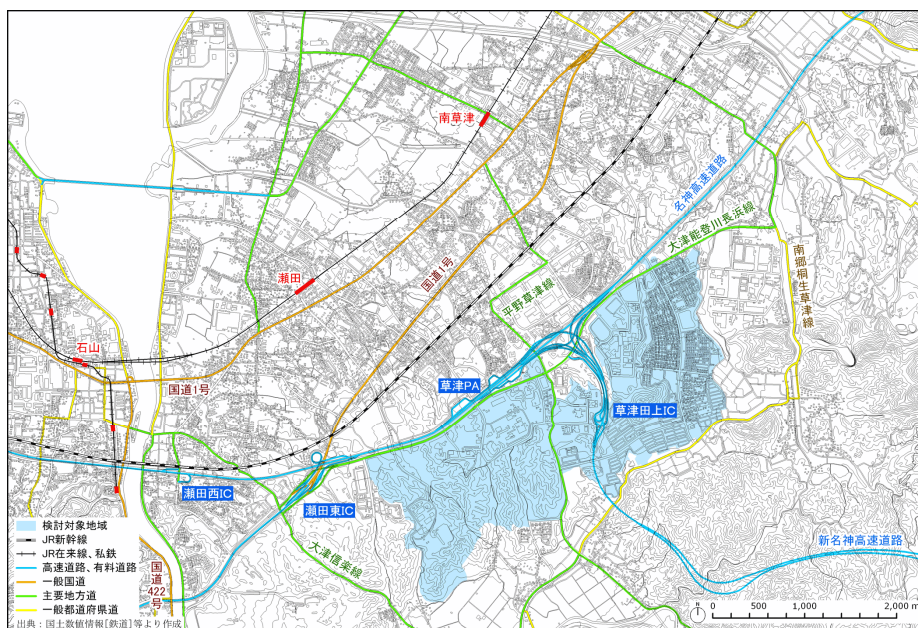 南草津
名神高速道路
大津能登川長浜線
南郷桐生草津線
国道1号
瀬田
平野草津線
石山
国道1号
草津PA
草津田上IC
瀬田西IC
瀬田東IC
大津信楽線
新名神高速道路
国道
422
号
検討対象地域
JR新幹線
JR在来線、私鉄
高速道路、有料道路
一般国道
主要地方道
一般都道府県道
出典：国土数値情報[鉄道]等より作成
N
0 500 1,000 2,000 m